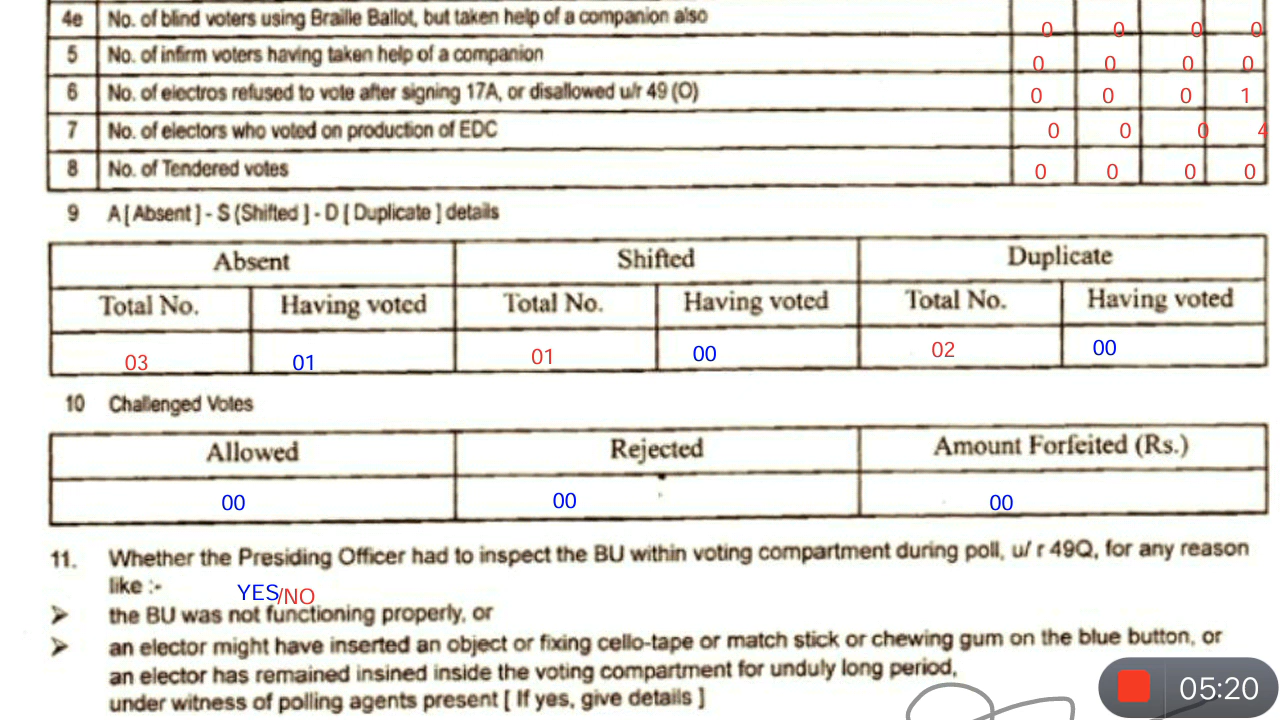 4e No. of blind voters using Braille Ballot, but taken help of a companion also 0 0 0 0
5 No. of infirm voters having taken help of a companion 0 0 0 0
6 No. of electros refused to vote after signing 17A, or disallowed u/r 49 (O) 0 0 0 1
7 No. of electors who voted on production of EDC 0 0 0 4
8 No. of Tendered votes 0 0 0 0
9 A [ Absent ] - S (Shifted ] - D [ Duplicate ] details
Absent Shifted Duplicate
Total No. Having voted Total No. Having voted Total No. Having voted
03 01 01 00 02 00
10 Challenged Votes
Allowed Rejected Amount Forfeited (Rs.)
00 00 00
11. Whether the Presiding Officer had to inspect the BU within voting compartment during poll, u/ r 49Q, for any reason
like :-
YES/NO
➢ the BU was not functioning properly, or
➢ an elector might have inserted an object or fixing cello-tape or match stick or chewing gum on the blue button, or
an elector has remained insined inside the voting compartment for unduly long period,
under witness of polling agents present [ If yes, give details ]
05:20